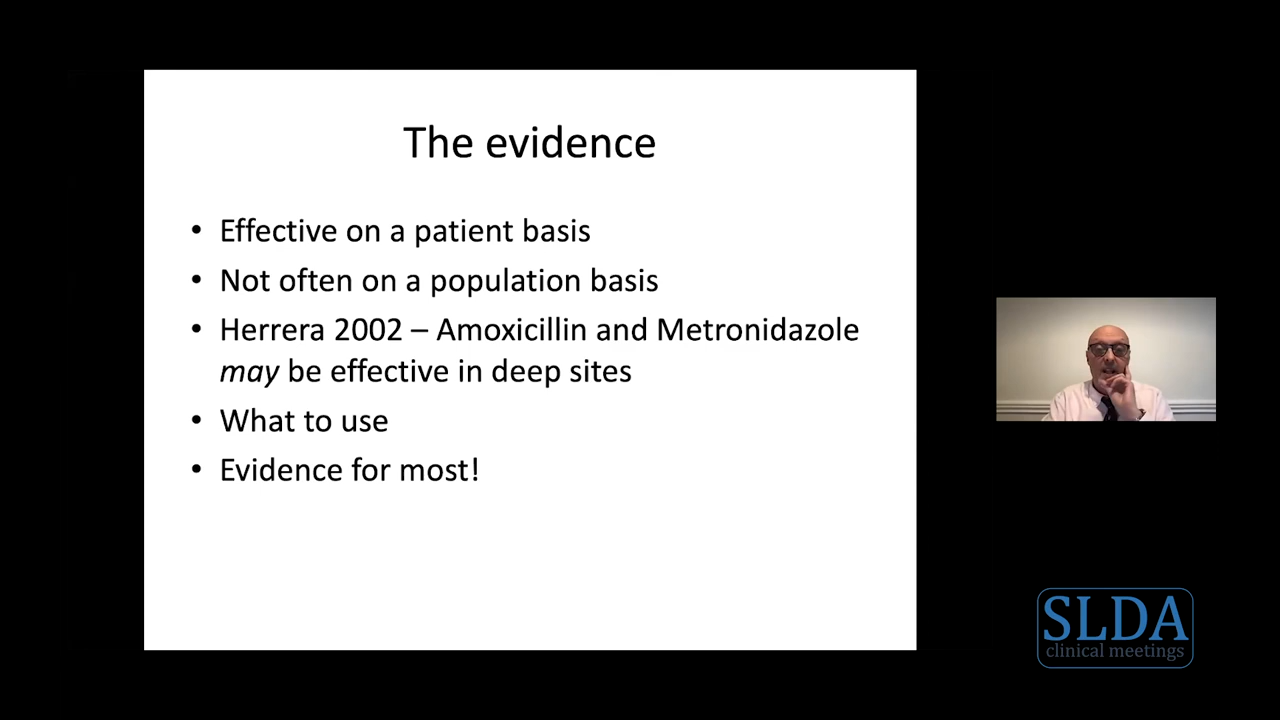 The evidence
• Effective on a patient basis
• Not often on a population basis
• Herrera 2002 – Amoxicillin and Metronidazole
may be effective in deep sites
• What to use
• Evidence for most!
SLDA
clinical meetings